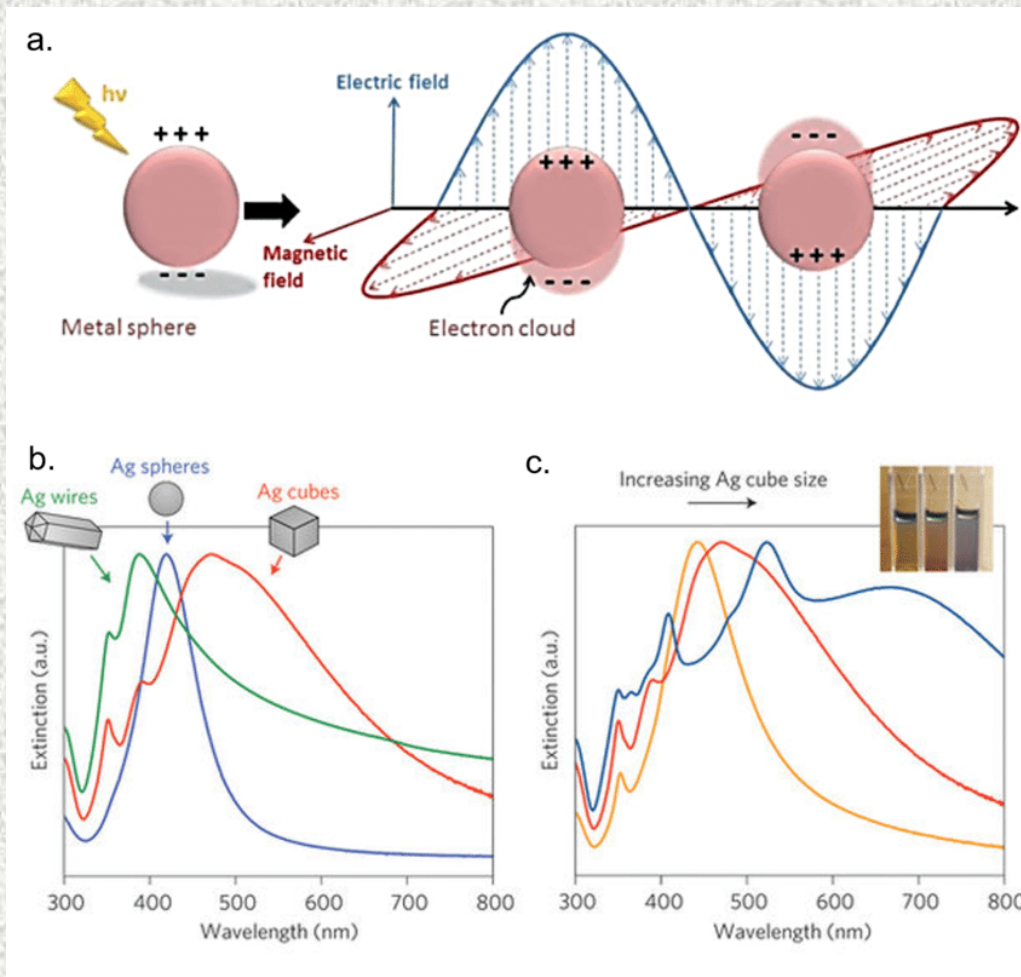 a.
hν
+ + +
- - -
Metal sphere
Electric field
Magnetic
field
+ + +
- - -
Electron cloud
- - -
+ + +
b.
Ag wires
Ag spheres
Ag cubes
Extinction (a.u.)
300 400 500 600 700 800
Wavelength (nm)
c.
Increasing Ag cube size
Extinction (a.u.)
300 400 500 600 700 800
Wavelength (nm)